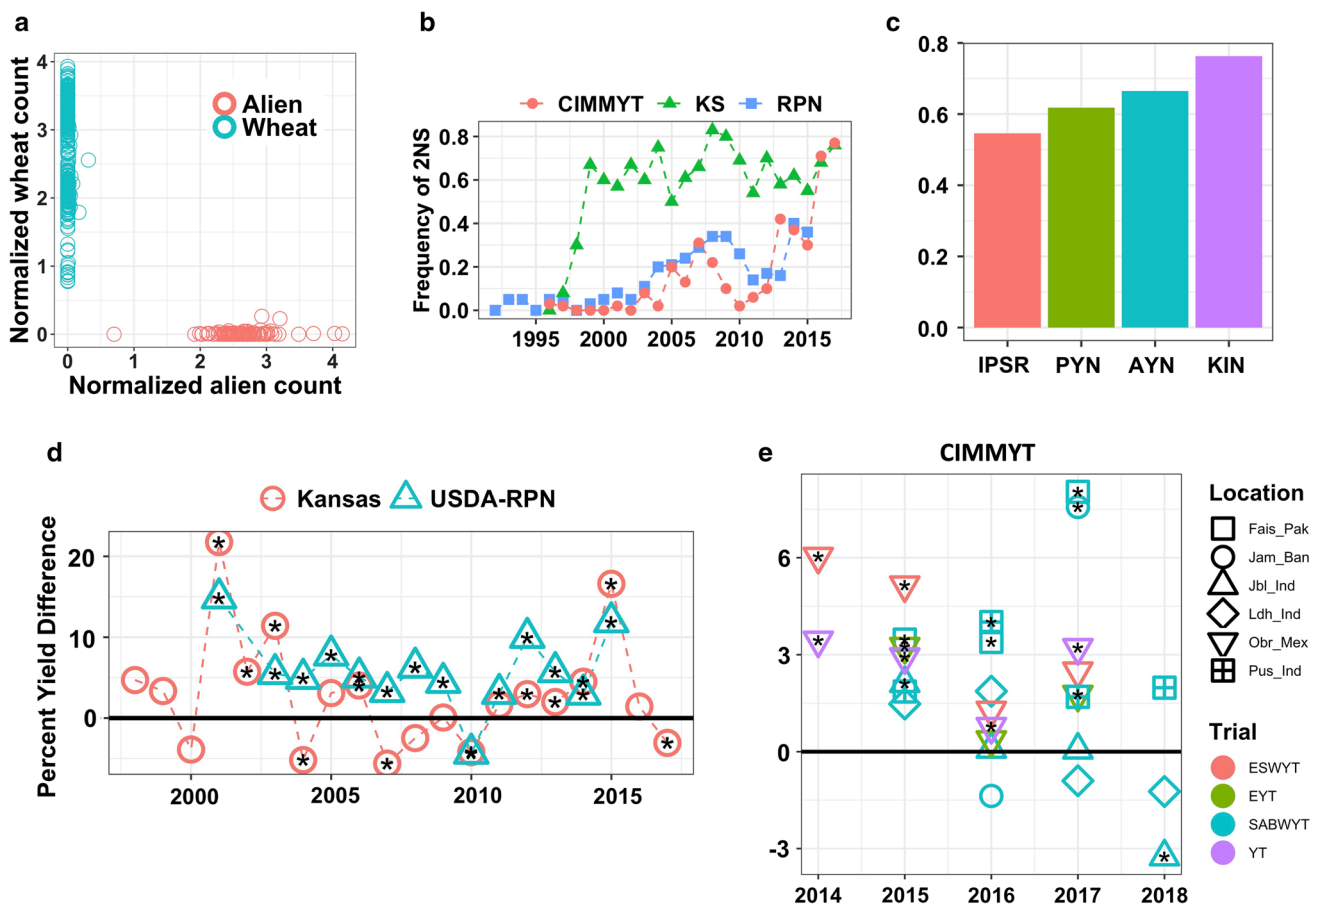 a
Normalized wheat count
4
3
2
1
0
Alien
Wheat
0
1
2
3
4
Normalized alien count
b
CIMMYT KS RPN
Frequency of 2NS
0.8
0.6
0.4
0.2
0.0
1995 2000 2005 2010 2015
c
0.8
0.6
0.4
0.2
0.0
IPSR PYN AYN KIN
d
Kansas USDA-RPN
Percent Yield Difference
20
10
0
2000 2005 2010 2015
e
CIMMYT
6
3
0
-3
2014 2015 2016 2017 2018
Location
Fais_Pak
Jam_Ban
Jbl_Ind
Ldh_Ind
Obr_Mex
Pus_Ind
Trial
ESWYT
EYT
SABWYT
YT